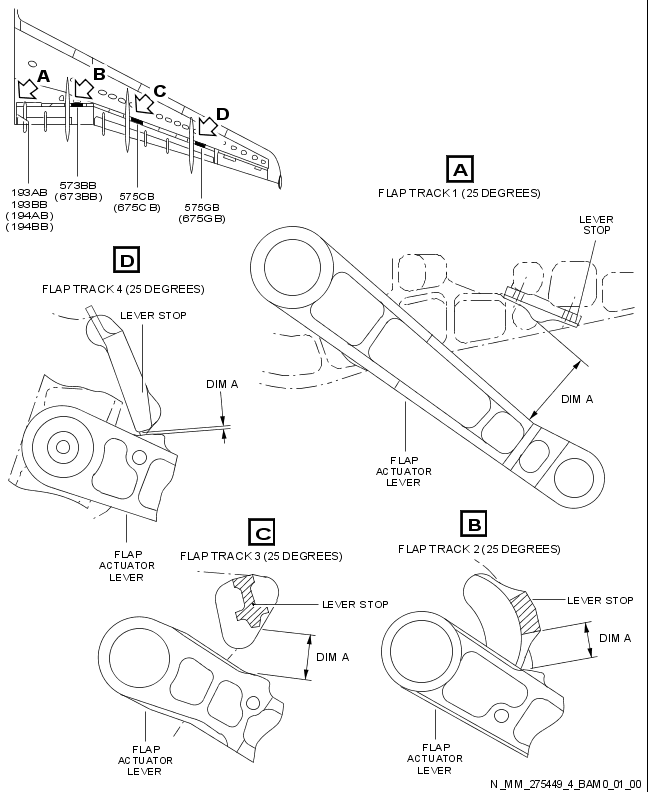 A
B
C
D
193AB
193BB
(194AB)
(194BB)
573BB
(673BB)
575CB
(675CB)
575GB
(675GB)
A
FLAP TRACK 1 (25 DEGREES)
LEVER
STOP
DIM A
FLAP
ACTUATOR
LEVER
D
FLAP TRACK 4 (25 DEGREES)
LEVER STOP
DIM A
FLAP
ACTUATOR
LEVER
C
FLAP TRACK 3 (25 DEGREES)
LEVER STOP
DIM A
FLAP
ACTUATOR
LEVER
B
FLAP TRACK 2 (25 DEGREES)
LEVER STOP
DIM A
FLAP
ACTUATOR
LEVER
N_MM_275449_4_BAM0_01_00